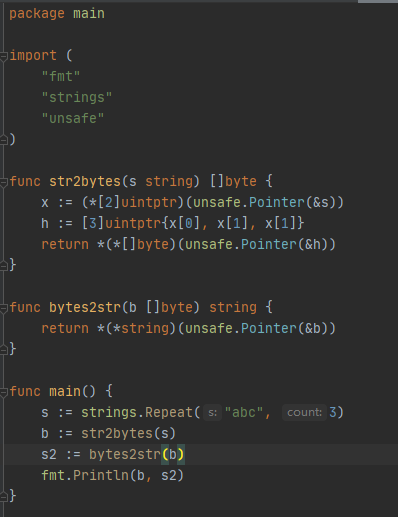 package main
import (
"fmt"
"strings"
"unsafe"
)
func str2bytes(s string) []byte {
x := (*[2]uintptr)(unsafe.Pointer(&s))
h := [3]uintptr{x[0], x[1], x[1]}
return *(*[]byte)(unsafe.Pointer(&h))
}
func bytes2str(b []byte) string {
return *(*string)(unsafe.Pointer(&b))
}
func main() {
s := strings.Repeat( s: "abc", count: 3)
b := str2bytes(s)
s2 := bytes2str(b)
fmt.Println(b, s2)
}